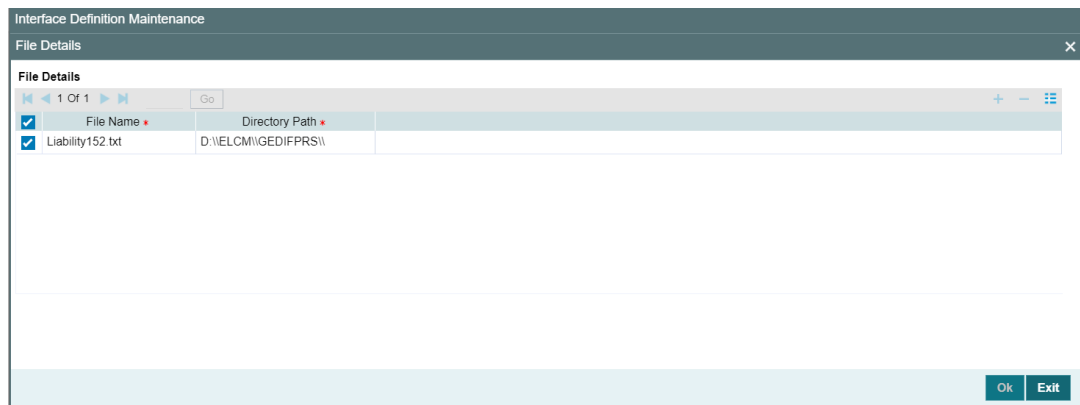 Interface Definition Maintenance
File Details
File Details
1 Of 1 Go
File Name * Directory Path *
Liability152.txt D:\\ELCM\\GEDIFPRS\\
Ok Exit